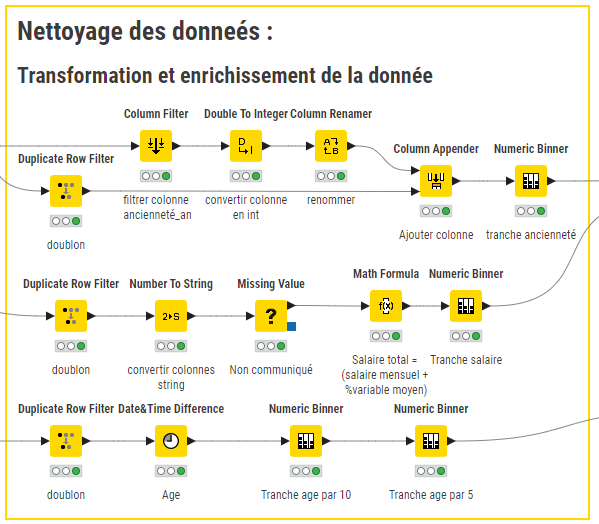 Nettoyage des donneés :
Transformation et enrichissement de la donnée
Column Filter Double To Integer Column Renamer
D
I
A
B
filtrer colonne
ancienneté_an
convertir colonne
en int
renommer
Duplicate Row Filter
doublon
Column Appender
Ajouter colonne
Numeric Binner
tranche ancienneté
Duplicate Row Filter
doublon
Number To String
2 S
convertir colonnes
string
Missing Value
?
Non communiqué
Math Formula
f(x)
Salaire total =
(salaire mensuel +
%variable moyen)
Numeric Binner
Tranche salaire
Duplicate Row Filter
doublon
Date&Time Difference
Age
Numeric Binner
Tranche age par 10
Numeric Binner
Tranche age par 5